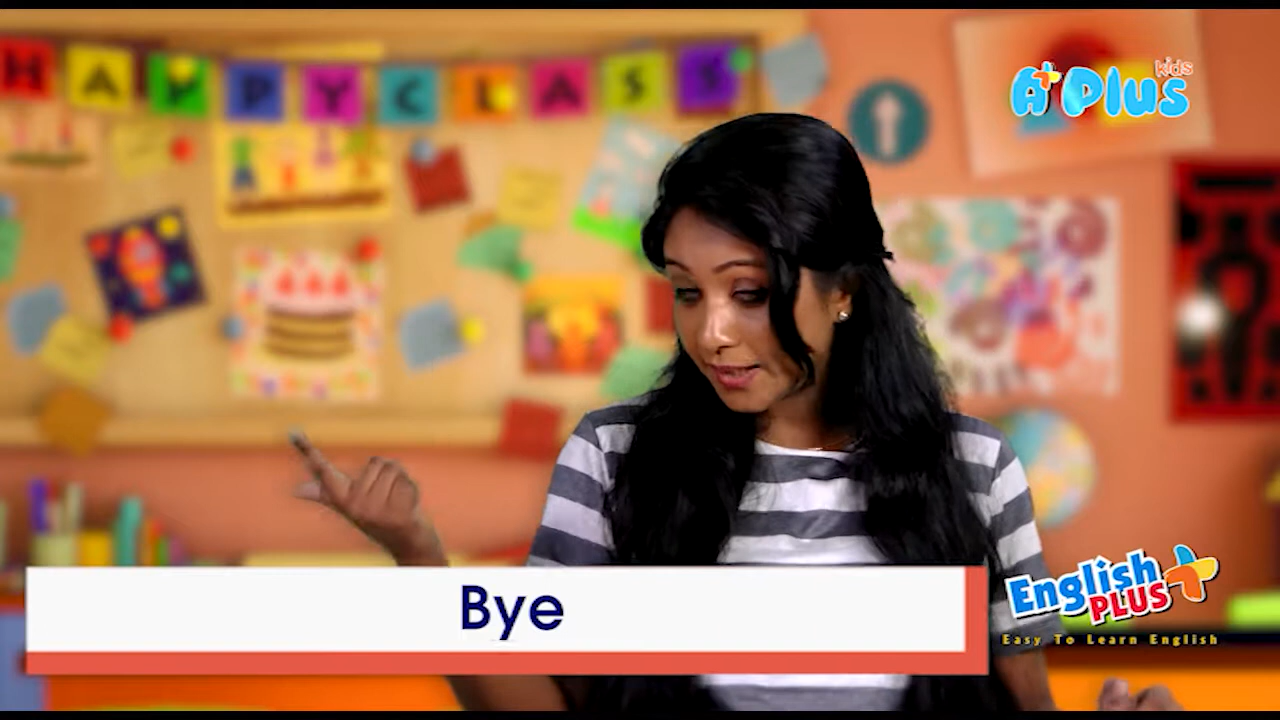 HAPPY CLASS
A+ Plus kids
Bye
English
PLUS
Easy To Learn English